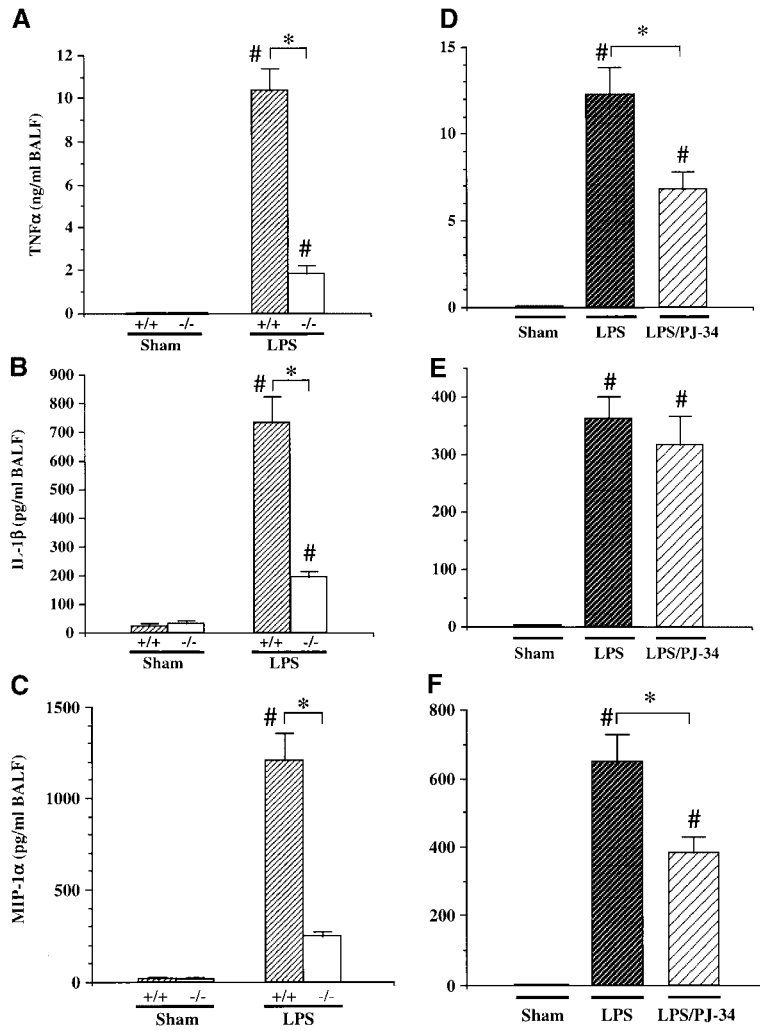 A
TNFα (ng/ml BALF)
12
10
8
6
4
2
0
#
*
#
+/+ -/- +/+ -/-
Sham LPS
B
IL-1β (pg/ml BALF)
900
800
700
600
500
400
300
200
100
0
#
*
#
+/+ -/- +/+ -/-
Sham LPS
C
MIP-1α (pg/ml BALF)
1500
1000
500
0
#
*
+/+ -/- +/+ -/-
Sham LPS
D
15
10
5
0
#
*
#
Sham LPS LPS/PJ-34
E
400
300
200
100
0
#
#
Sham LPS LPS/PJ-34
F
800
600
400
200
0
#
*
#
Sham LPS LPS/PJ-34